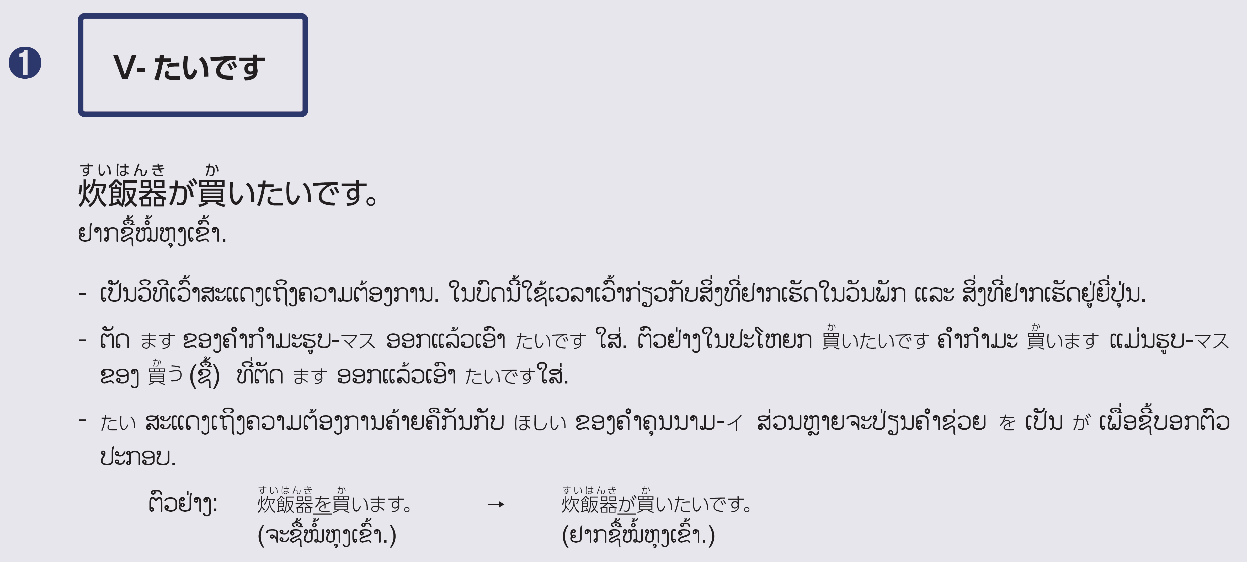 1
V- たいです
すいはんき か
炊飯器が買いたいです。
ຢາກຊື້ໝໍ້ຫຸງເຂົ້າ.
- ເປັນວິທີເວົ້າສະແດງເຖິງຄວາມຕ້ອງການ. ໃນບົດນີ້ໃຊ້ເວລາເວົ້າກ່ຽວກັບສິ່ງທີ່ຢາກເຮັດໃນວັນພັກ ແລະ ສິ່ງທີ່ຢາກເຮັດຢູ່ຍີ່ປຸ່ນ.
か か
- ຕັດ ます ຂອງຄຳກຳມະຮູບ-マス ອອກແລ້ວເອົາ たいです ໃສ່. ຕົວຢ່າງໃນປະໂຫຍກ 買いたいです ຄຳກຳມະ 買います ແມ່ນຮູບ-マス
か
ຂອງ 買う (ຊື້) ທີ່ຕັດ ます ອອກແລ້ວເອົາ たいですໃສ່.
- たい ສະແດງເຖິງຄວາມຕ້ອງການຄ້າຍຄືກັນກັບ ほしい ຂອງຄຳຄຸນນາມ-イ ສ່ວນຫຼາຍຈະປ່ຽນຄຳຊ່ວຍ を ເປັນ が ເພື່ອຊີ້ບອກຕົວ
ປະກອບ.
すいはんき か すいはんき か
ຕົວຢ່າງ: 炊飯器を買います。 → 炊飯器が買いたいです。
(ຈະຊື້ໝໍ້ຫຸງເຂົ້າ.) (ຢາກຊື້ໝໍ້ຫຸງເຂົ້າ.)